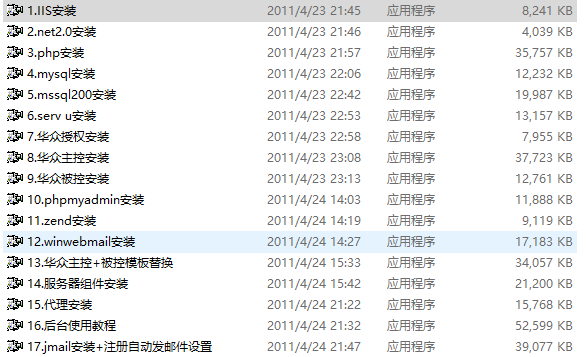 1.IIS安装 2011/4/23 21:45 应用程序 8,241 KB
2.net2.0安装 2011/4/23 21:46 应用程序 4,039 KB
3.php安装 2011/4/23 21:57 应用程序 35,757 KB
4.mysql安装 2011/4/23 22:06 应用程序 12,232 KB
5.mssql200安装 2011/4/23 22:42 应用程序 19,987 KB
6.serv u安装 2011/4/23 22:53 应用程序 13,157 KB
7.华众授权安装 2011/4/23 22:58 应用程序 7,955 KB
8.华众主控安装 2011/4/23 23:08 应用程序 37,723 KB
9.华众被控安装 2011/4/23 23:13 应用程序 12,761 KB
10.phpmyadmin安装 2011/4/24 14:03 应用程序 11,888 KB
11.zend安装 2011/4/24 14:19 应用程序 9,119 KB
12.winwebmail安装 2011/4/24 14:27 应用程序 17,183 KB
13.华众主控+被控模板替换 2011/4/24 15:33 应用程序 34,057 KB
14.服务器组件安装 2011/4/24 15:42 应用程序 21,200 KB
15.代理安装 2011/4/24 21:22 应用程序 15,768 KB
16.后台使用教程 2011/4/24 21:32 应用程序 52,599 KB
17.jmail安装+注册自动发邮件设置 2011/4/24 21:47 应用程序 39,077 KB